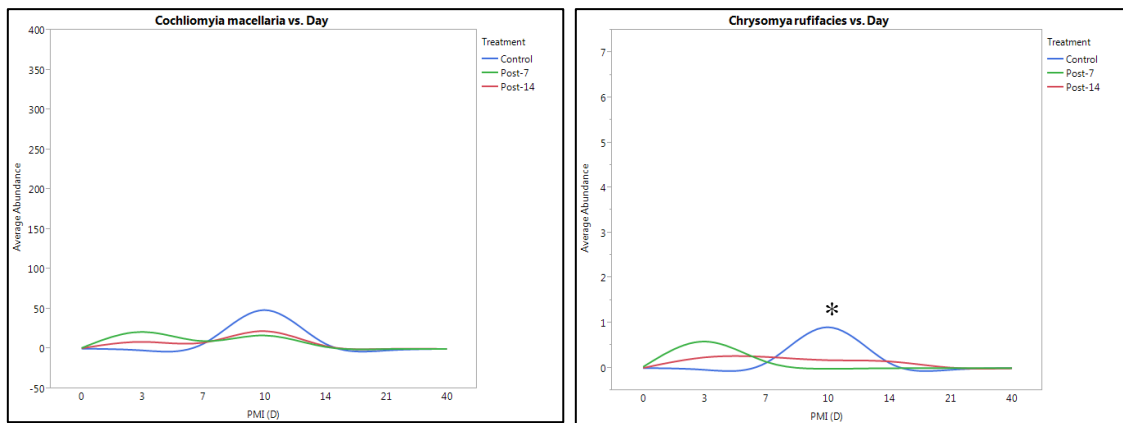 Cochliomyia macellaria vs. Day
400
350
300
250
200
150
100
50
0
-50
Average Abundance
0 3 7 10 14 21 40
PMI (D)
Treatment
Control
Post-7
Post-14
Chrysomya rufifacies vs. Day
7
6
5
4
3
2
1
0
Average Abundance
*
0 3 7 10 14 21 40
PMI (D)
Treatment
Control
Post-7
Post-14